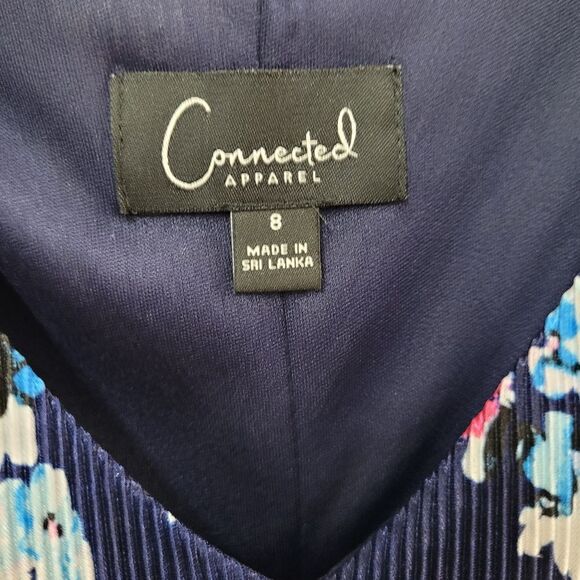 Connected
APPAREL
8
MADE IN
SRI LANKA